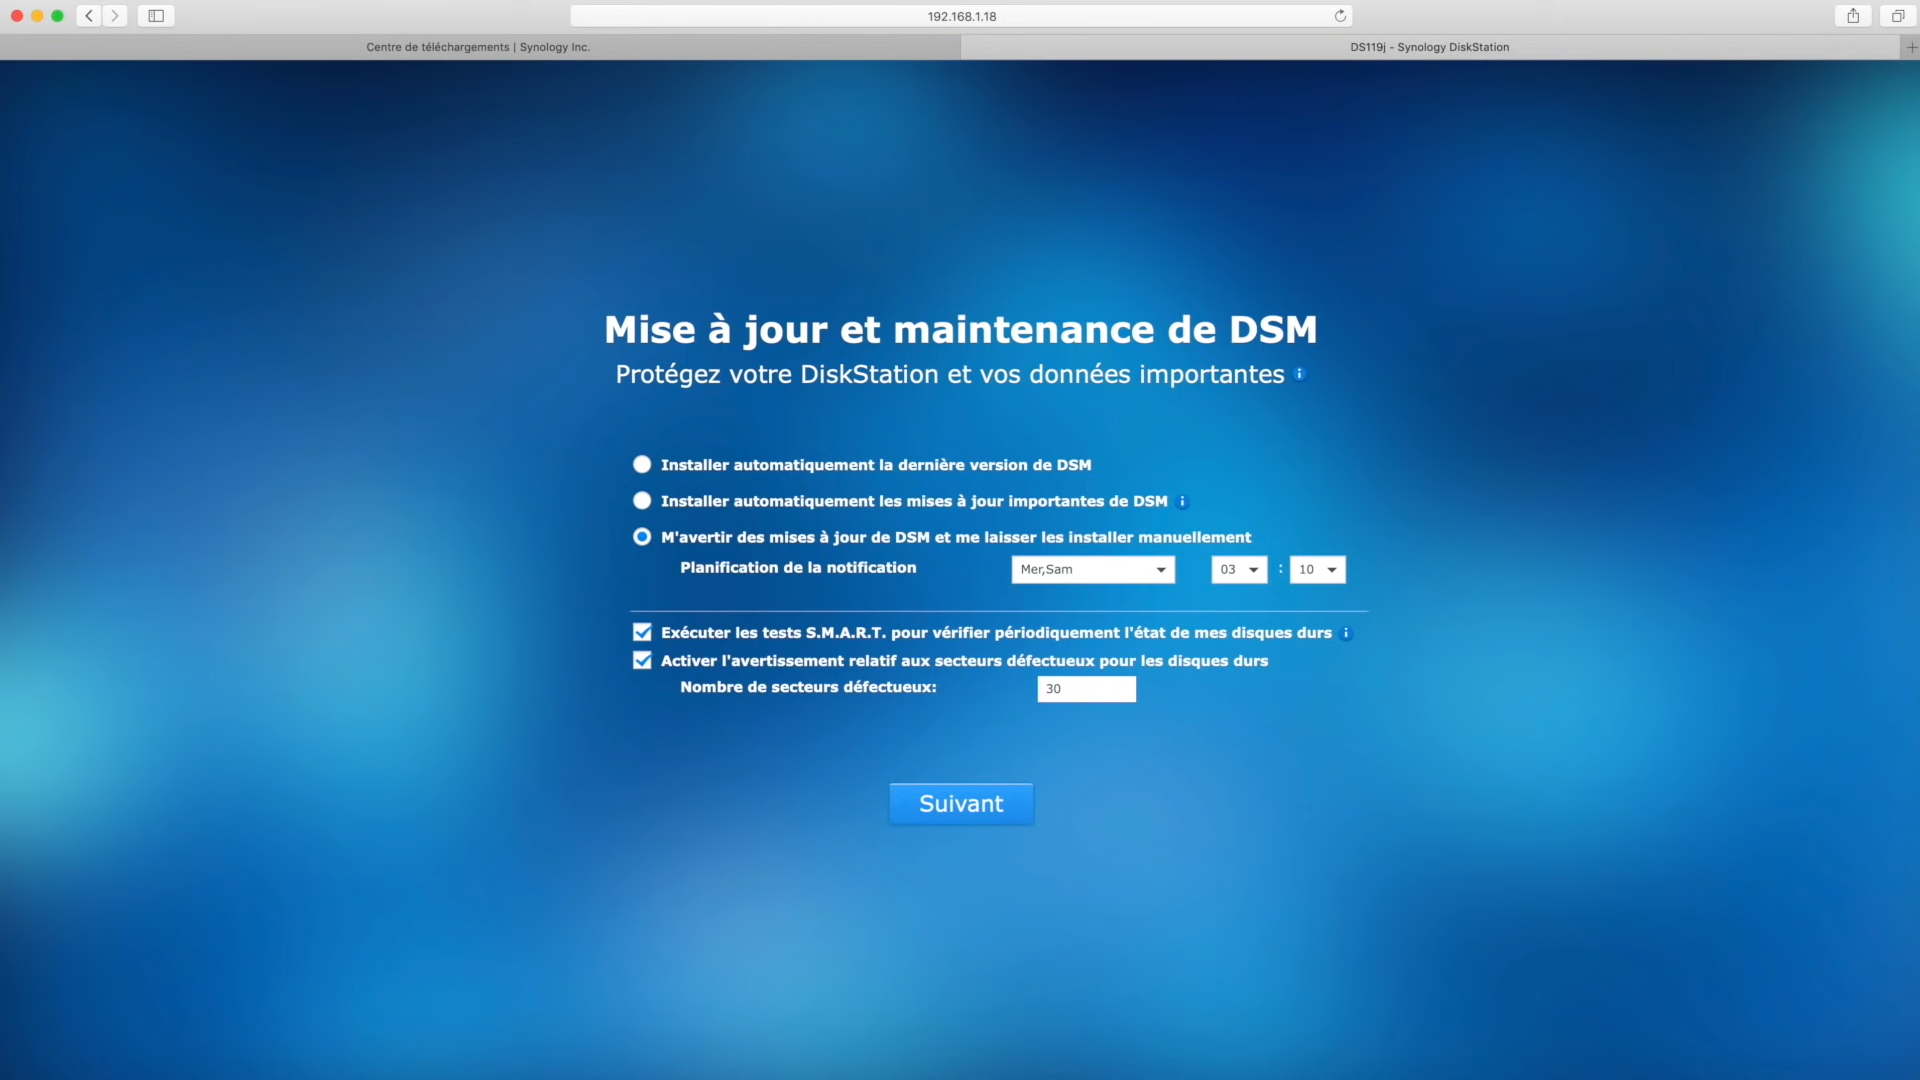 192.168.1.18
Centre de téléchargements | Synology Inc.
DS119j - Synology DiskStation
Mise à jour et maintenance de DSM
Protégez votre DiskStation et vos données importantes
Installer automatiquement la dernière version de DSM
Installer automatiquement les mises à jour importantes de DSM
M'avertir des mises à jour de DSM et me laisser les installer manuellement
Planification de la notification Mer,Sam 03 : 10
Exécuter les tests S.M.A.R.T. pour vérifier périodiquement l'état de mes disques durs
Activer l'avertissement relatif aux secteurs défectueux pour les disques durs
Nombre de secteurs défectueux: 30
Suivant